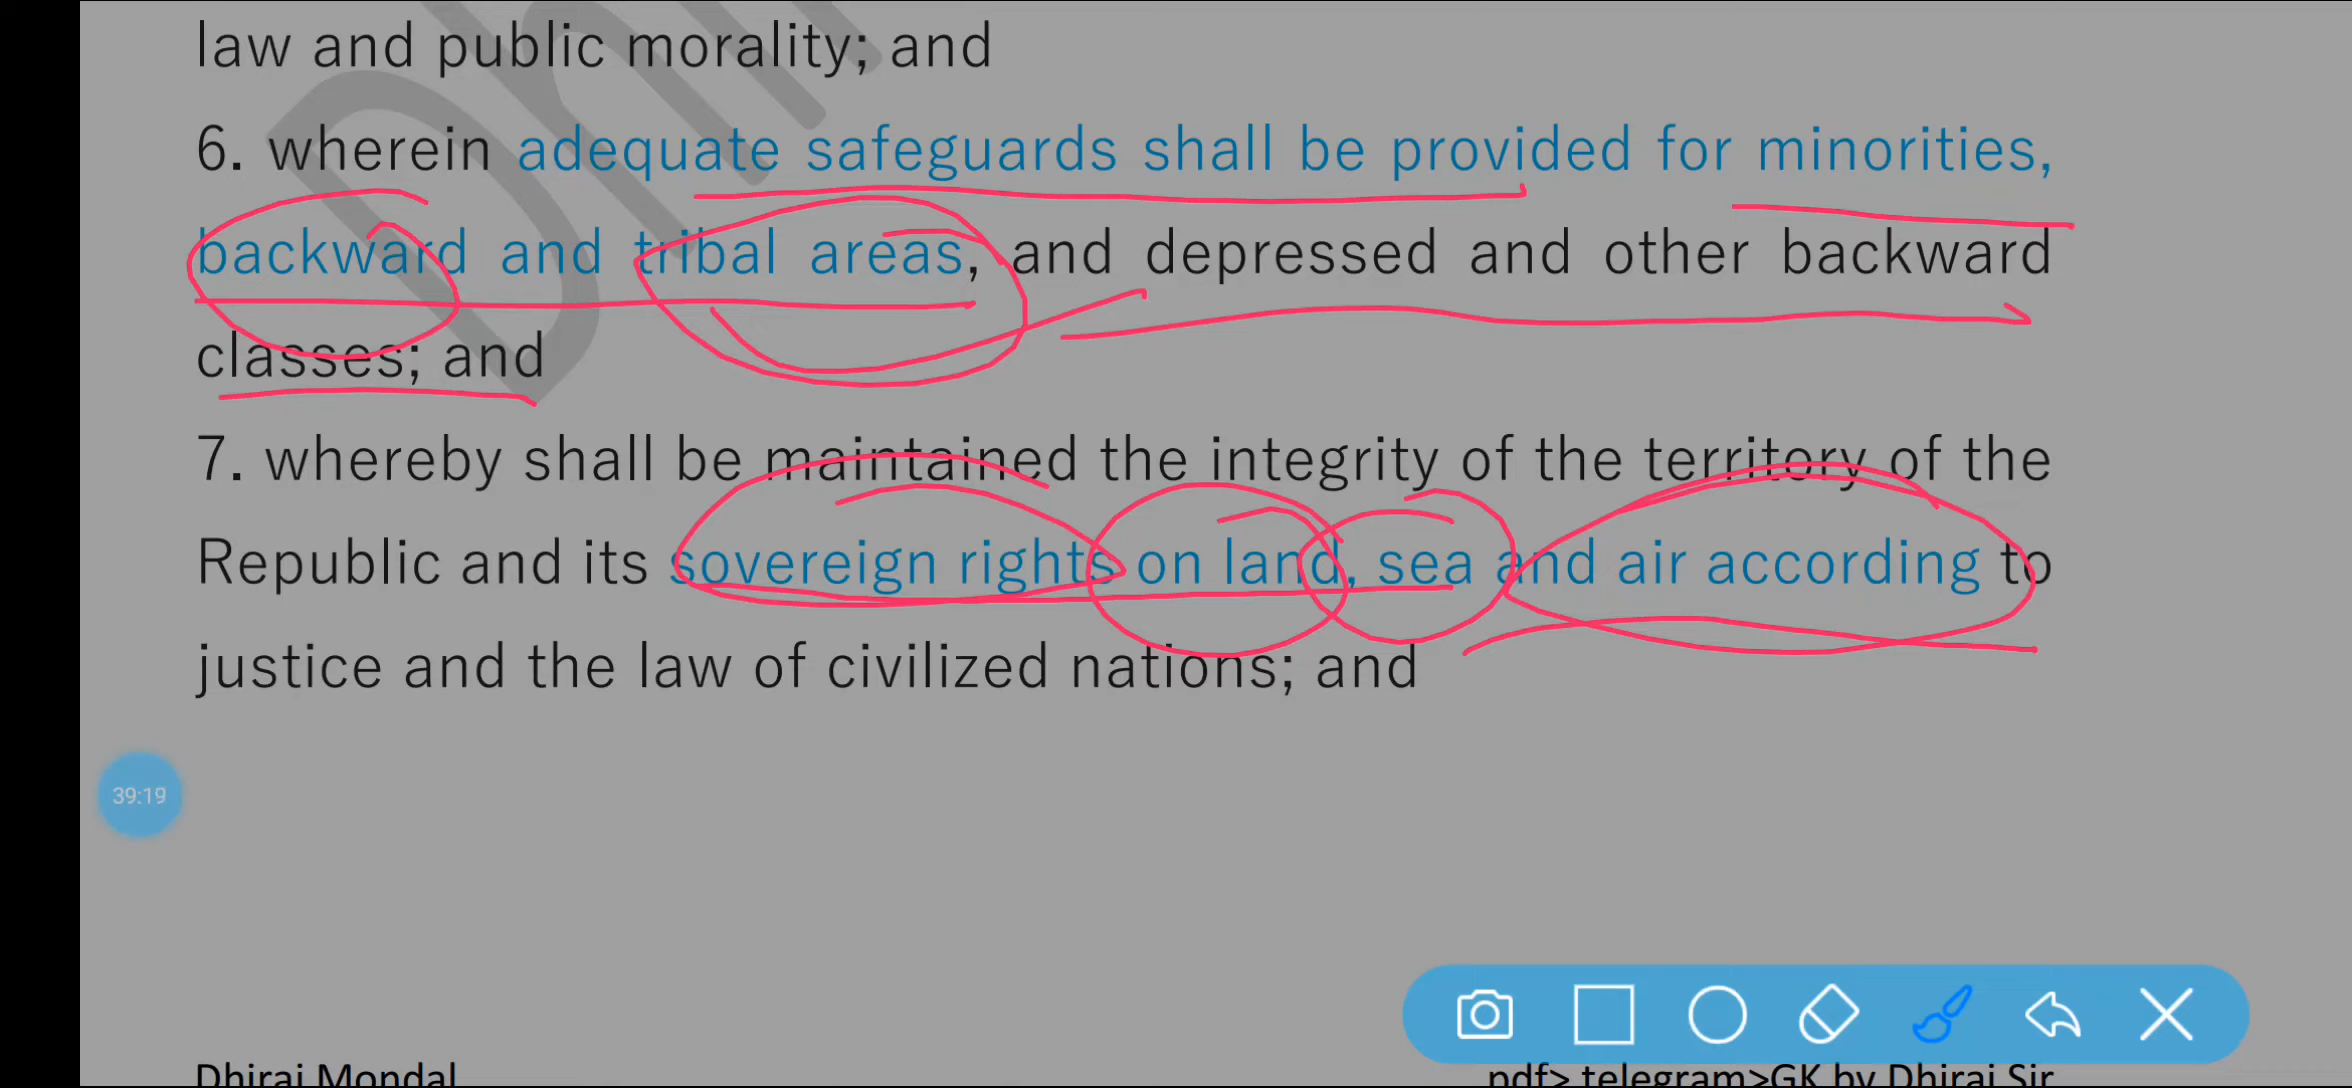 law and public morality; and
6. wherein adequate safeguards shall be provided for minorities,
backward and tribal areas, and depressed and other backward
classes; and
7. whereby shall be maintained the integrity of the territory of the
Republic and its sovereign rights on land, sea and air according to
justice and the law of civilized nations; and
39:19
Dhiraj Mondal
pdf> telegram>GK by Dhiraj Sir